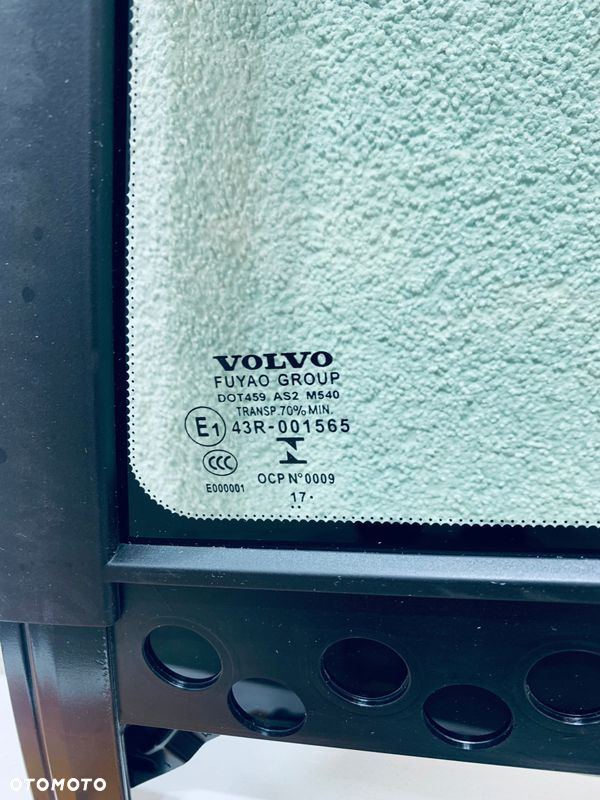 VOLVO
FUYAO GROUP
DOT459 AS2 M540
TRANSP.70% MIN.
E1 43R-001565
CCC
E000001
OCP N°0009
17.
..
OTOMOTO